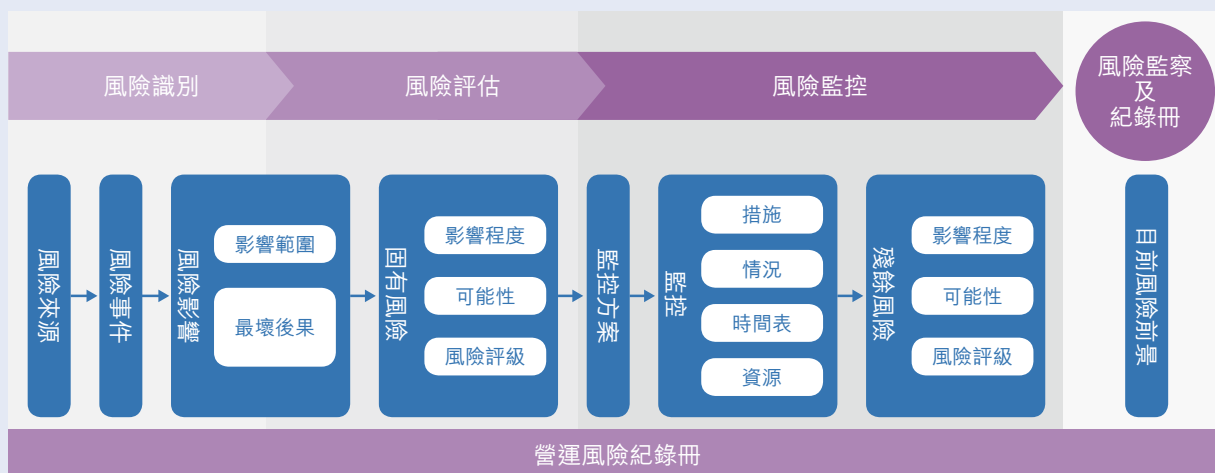 風險識別
風險評估
風險監控
風險監察
及
紀錄冊
風險來源
風險事件
風險影響
影響範圍
最壞後果
固有風險
影響程度
可能性
風險評級
監控方案
監控
措施
情況
時間表
資源
殘餘風險
影響程度
可能性
風險評級
目前風險前景
營運風險紀錄冊